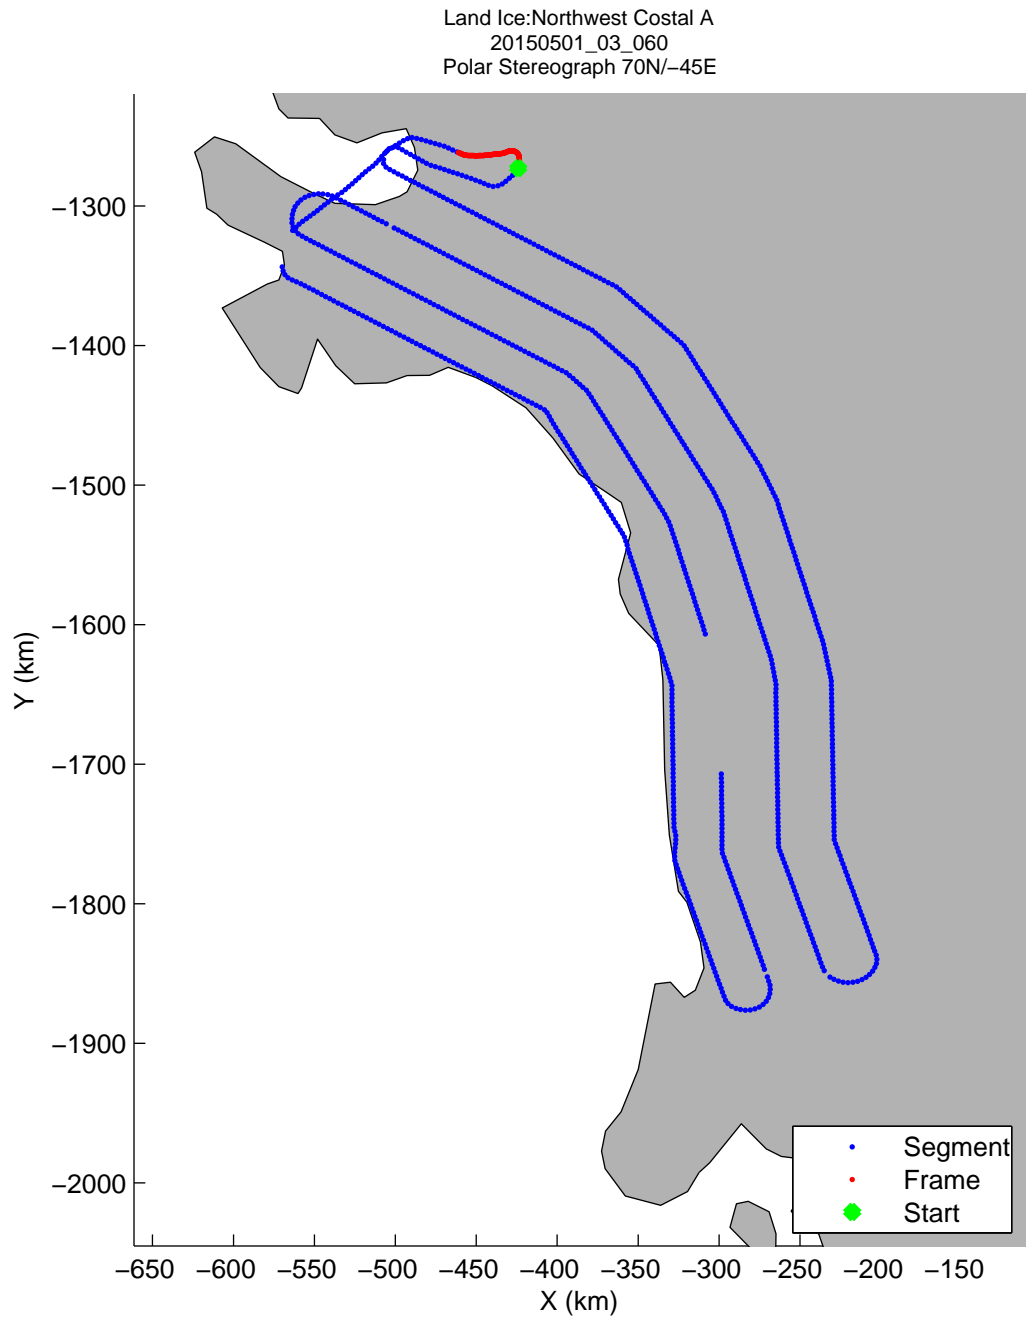 Land Ice:Northwest Costal A
20150501_03_060
Polar Stereograph 70N/−45E
−1300
−1400
−1500
−1600
−1700
−1800
−1900
−2000
Y (km)
Segment
Frame
Start
−650 −600 −550 −500 −450 −400 −350 −300 −250 −200 −150
X (km)